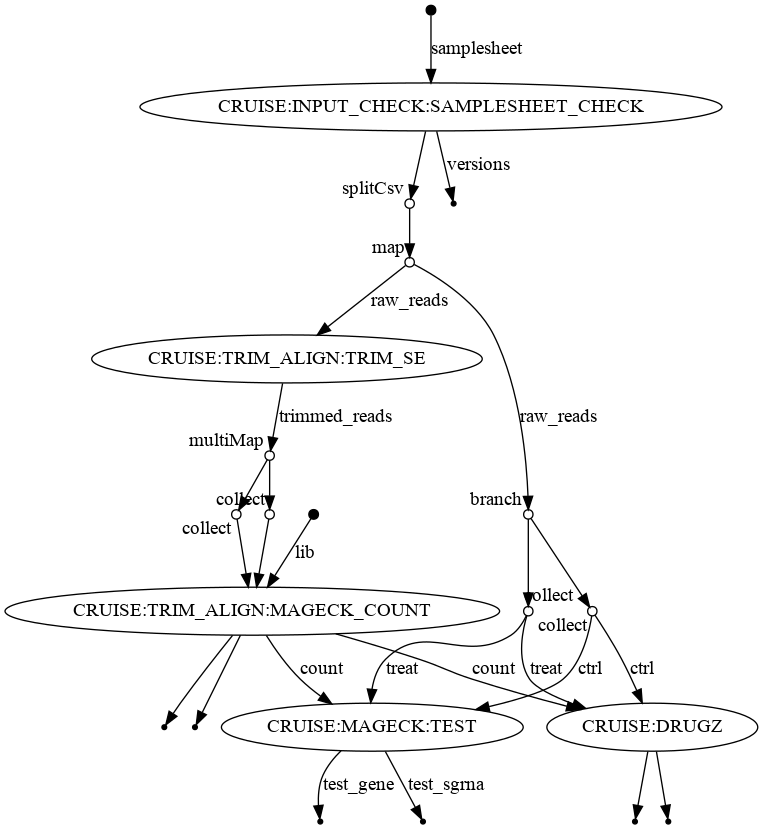 samplesheet
CRUISE:INPUT_CHECK:SAMPLESHEET_CHECK
versions
splitCsv
map
raw_reads
CRUISE:TRIM_ALIGN:TRIM_SE
trimmed_reads
raw_reads
multiMap
collect
branch
collect
lib
ollect
CRUISE:TRIM_ALIGN:MAGECK_COUNT
collect
count
treat
count
treat
ctrl
ctrl
CRUISE:MAGECK:TEST
CRUISE:DRUGZ
test_gene
test_sgrna